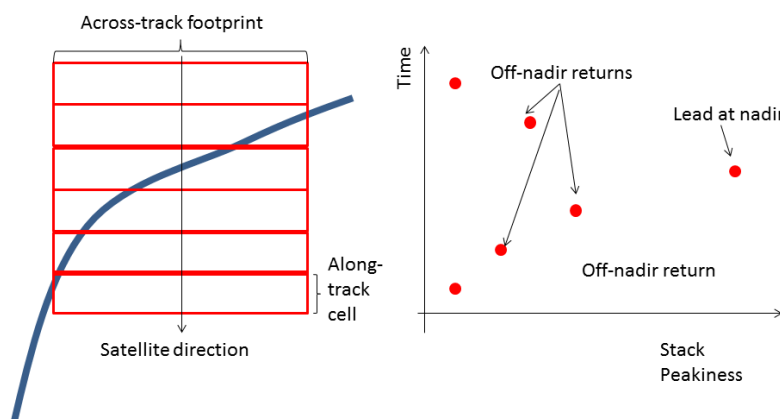 Across-track footprint
Along-
track
cell
Satellite direction
Time
Off-nadir returns
Lead at nadir
Off-nadir return
Stack
Peakiness